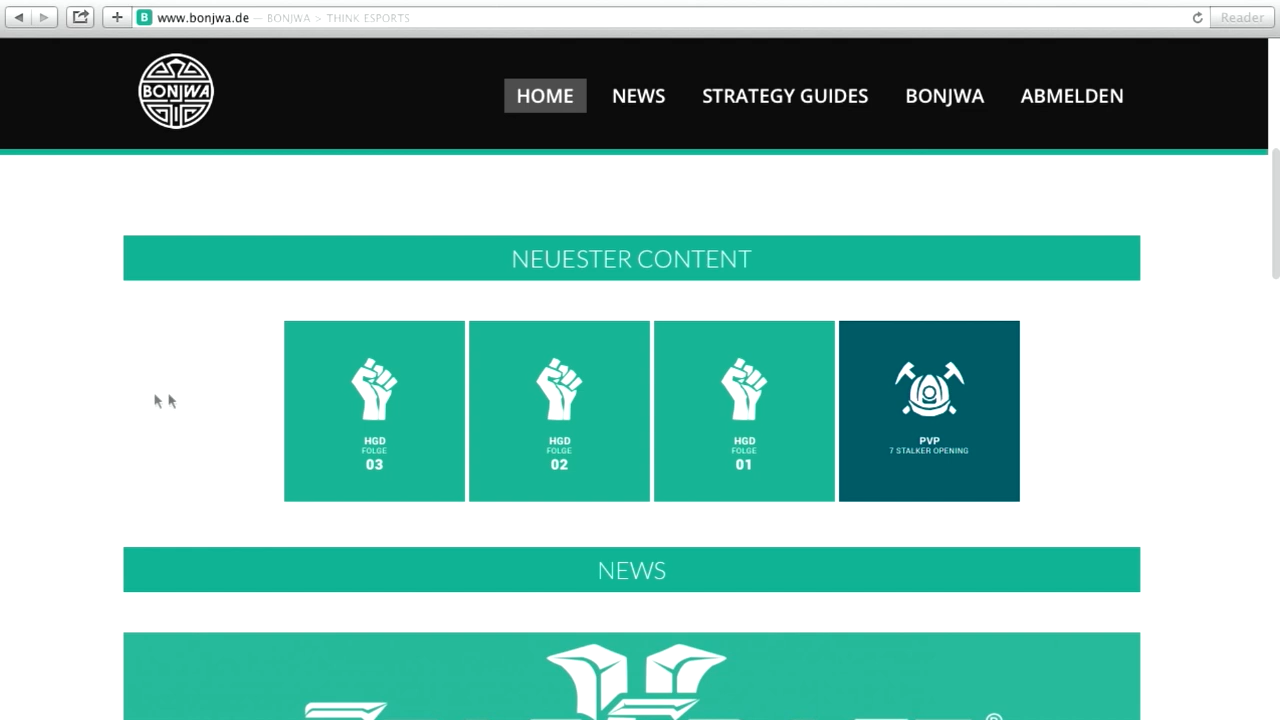 www.bonjwa.de — BONJWA > THINK ESPORTS
Reader
BONJWA
HOME
NEWS
STRATEGY GUIDES
BONJWA
ABMELDEN
NEUESTER CONTENT
HGD
FOLGE
03
HGD
FOLGE
02
HGD
FOLGE
01
PVP
7 STALKER OPENING
NEWS